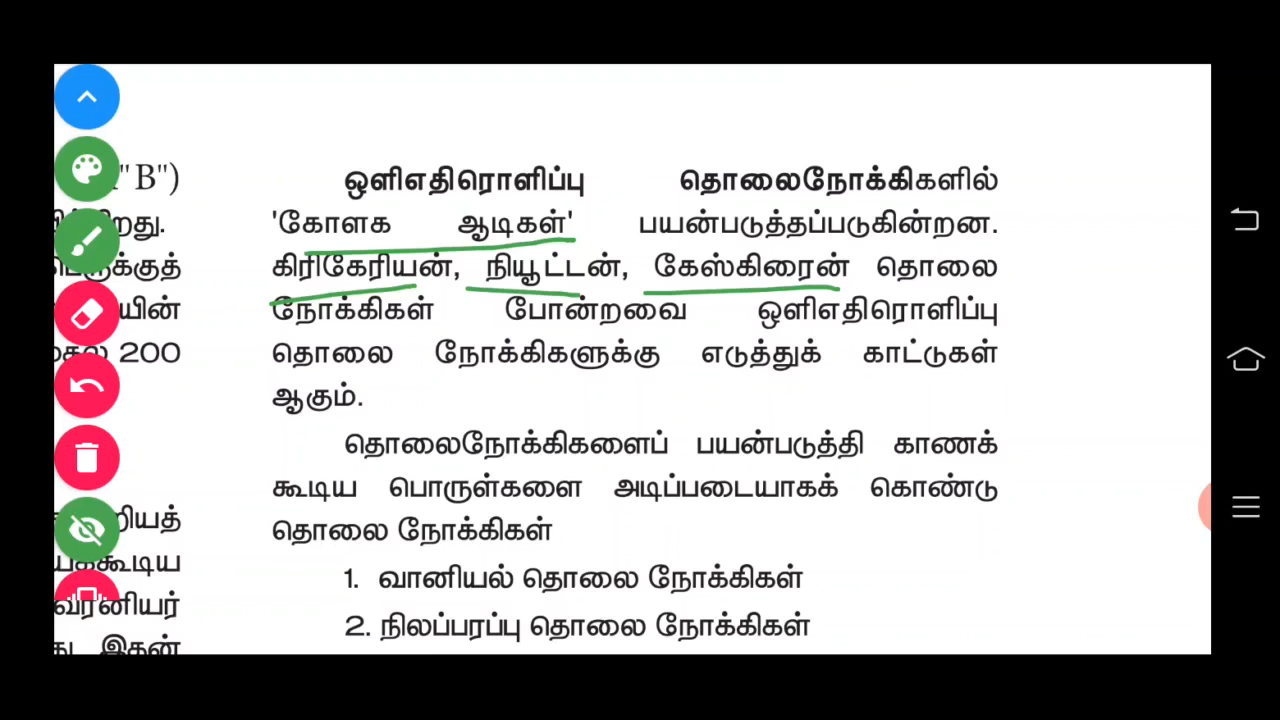 B")
ஒளிஎதிரொளிப்பு தொலைநோக்கிகளில்
'கோளக ஆடிகள்' பயன்படுத்தப்படுகின்றன.
கிரிகேரியன், நியூட்டன், கேஸ்கிரைன் தொலை
நோக்கிகள் போன்றவை ஒளிஎதிரொளிப்பு
தொலை நோக்கிகளுக்கு எடுத்துக் காட்டுகள்
ஆகும்.
தொலைநோக்கிகளைப் பயன்படுத்தி காணக்
கூடிய பொருள்களை அடிப்படையாகக் கொண்டு
தொலை நோக்கிகள்
1. வானியல் தொலை நோக்கிகள்
2. நிலப்பரப்பு தொலை நோக்கிகள்
200
இதன்